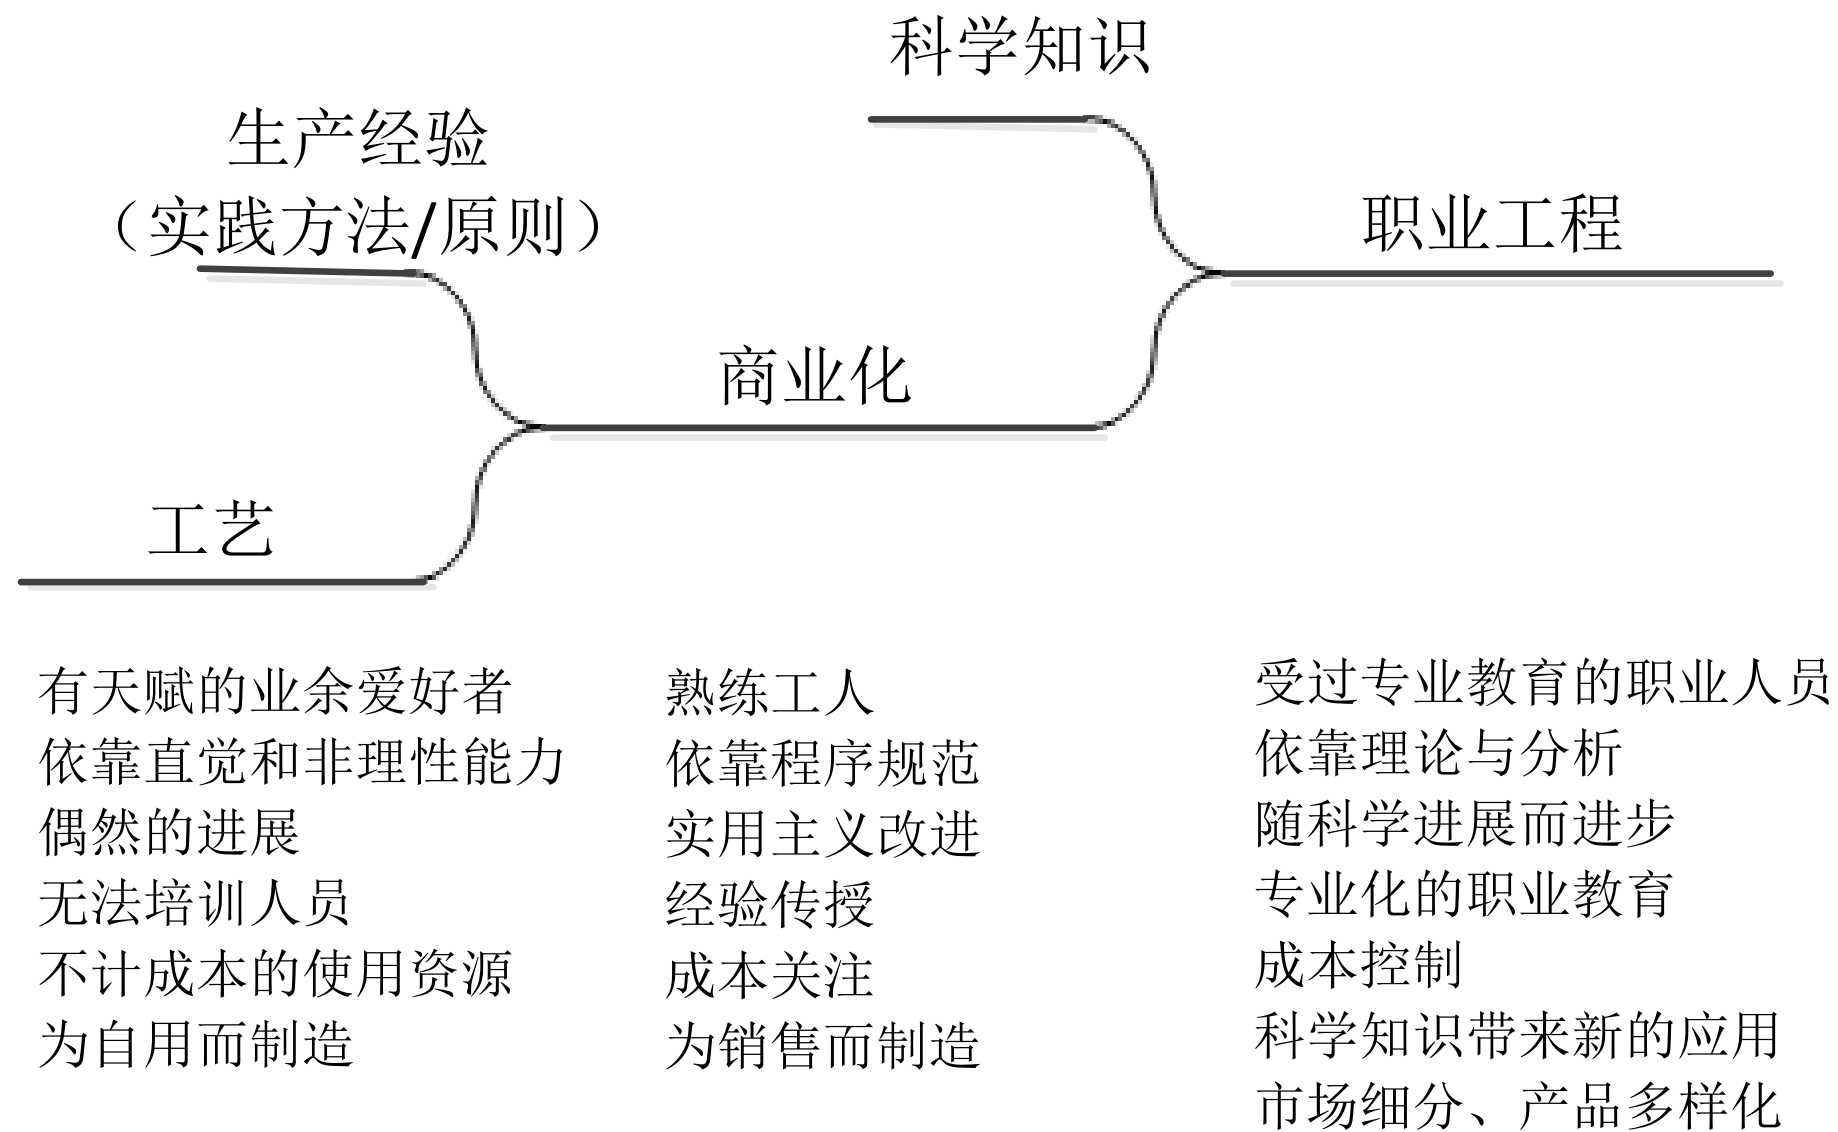 科学知识
生产经验
（实践方法/原则）
职业工程
商业化
工艺
有天赋的业余爱好者
依靠直觉和非理性能力
偶然的进展
无法培训人员
不计成本的使用资源
为自用而制造
熟练工人
依靠程序规范
实用主义改进
经验传授
成本关注
为销售而制造
受过专业教育的职业人员
依靠理论与分析
随科学进展而进步
专业化的职业教育
成本控制
科学知识带来新的应用
市场细分、产品多样化